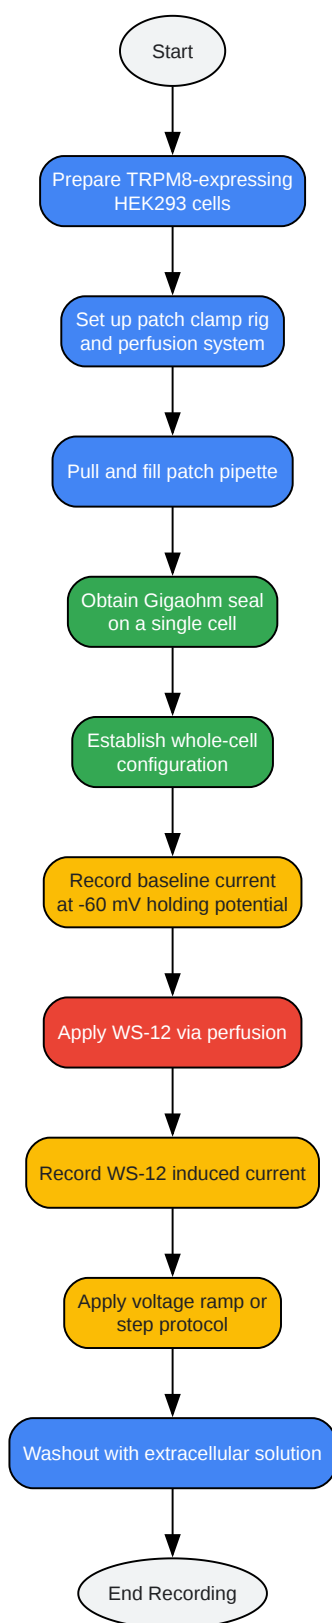 Start
Prepare TRPM8-expressing
HEK293 cells
Set up patch clamp rig
and perfusion system
Pull and fill patch pipette
Obtain Gigaohm seal
on a single cell
Establish whole-cell
configuration
Record baseline current
at -60 mV holding potential
Apply WS-12 via perfusion
Record WS-12 induced current
Apply voltage ramp or
step protocol
Washout with extracellular solution
End Recording